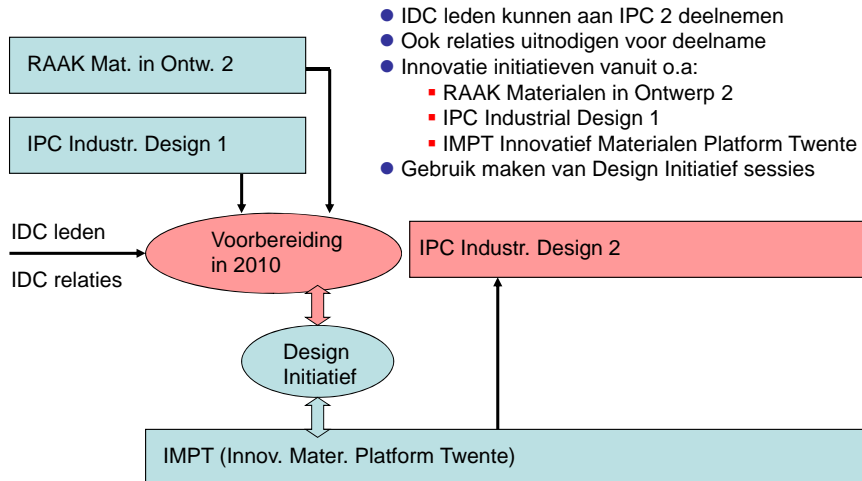 IDC leden kunnen aan IPC 2 deelnemen
Ook relaties uitnodigen voor deelname
Innovatie initiatieven vanuit o.a:
RAAK Materialen in Ontwerp 2
IPC Industrial Design 1
IMPT Innovatief Materialen Platform Twente
Gebruik maken van Design Initiatief sessies
RAAK Mat. in Ontw. 2
IPC Industr. Design 1
IDC leden
IDC relaties
Voorbereiding
in 2010
IPC Industr. Design 2
Design
Initiatief
IMPT (Innov. Mater. Platform Twente)